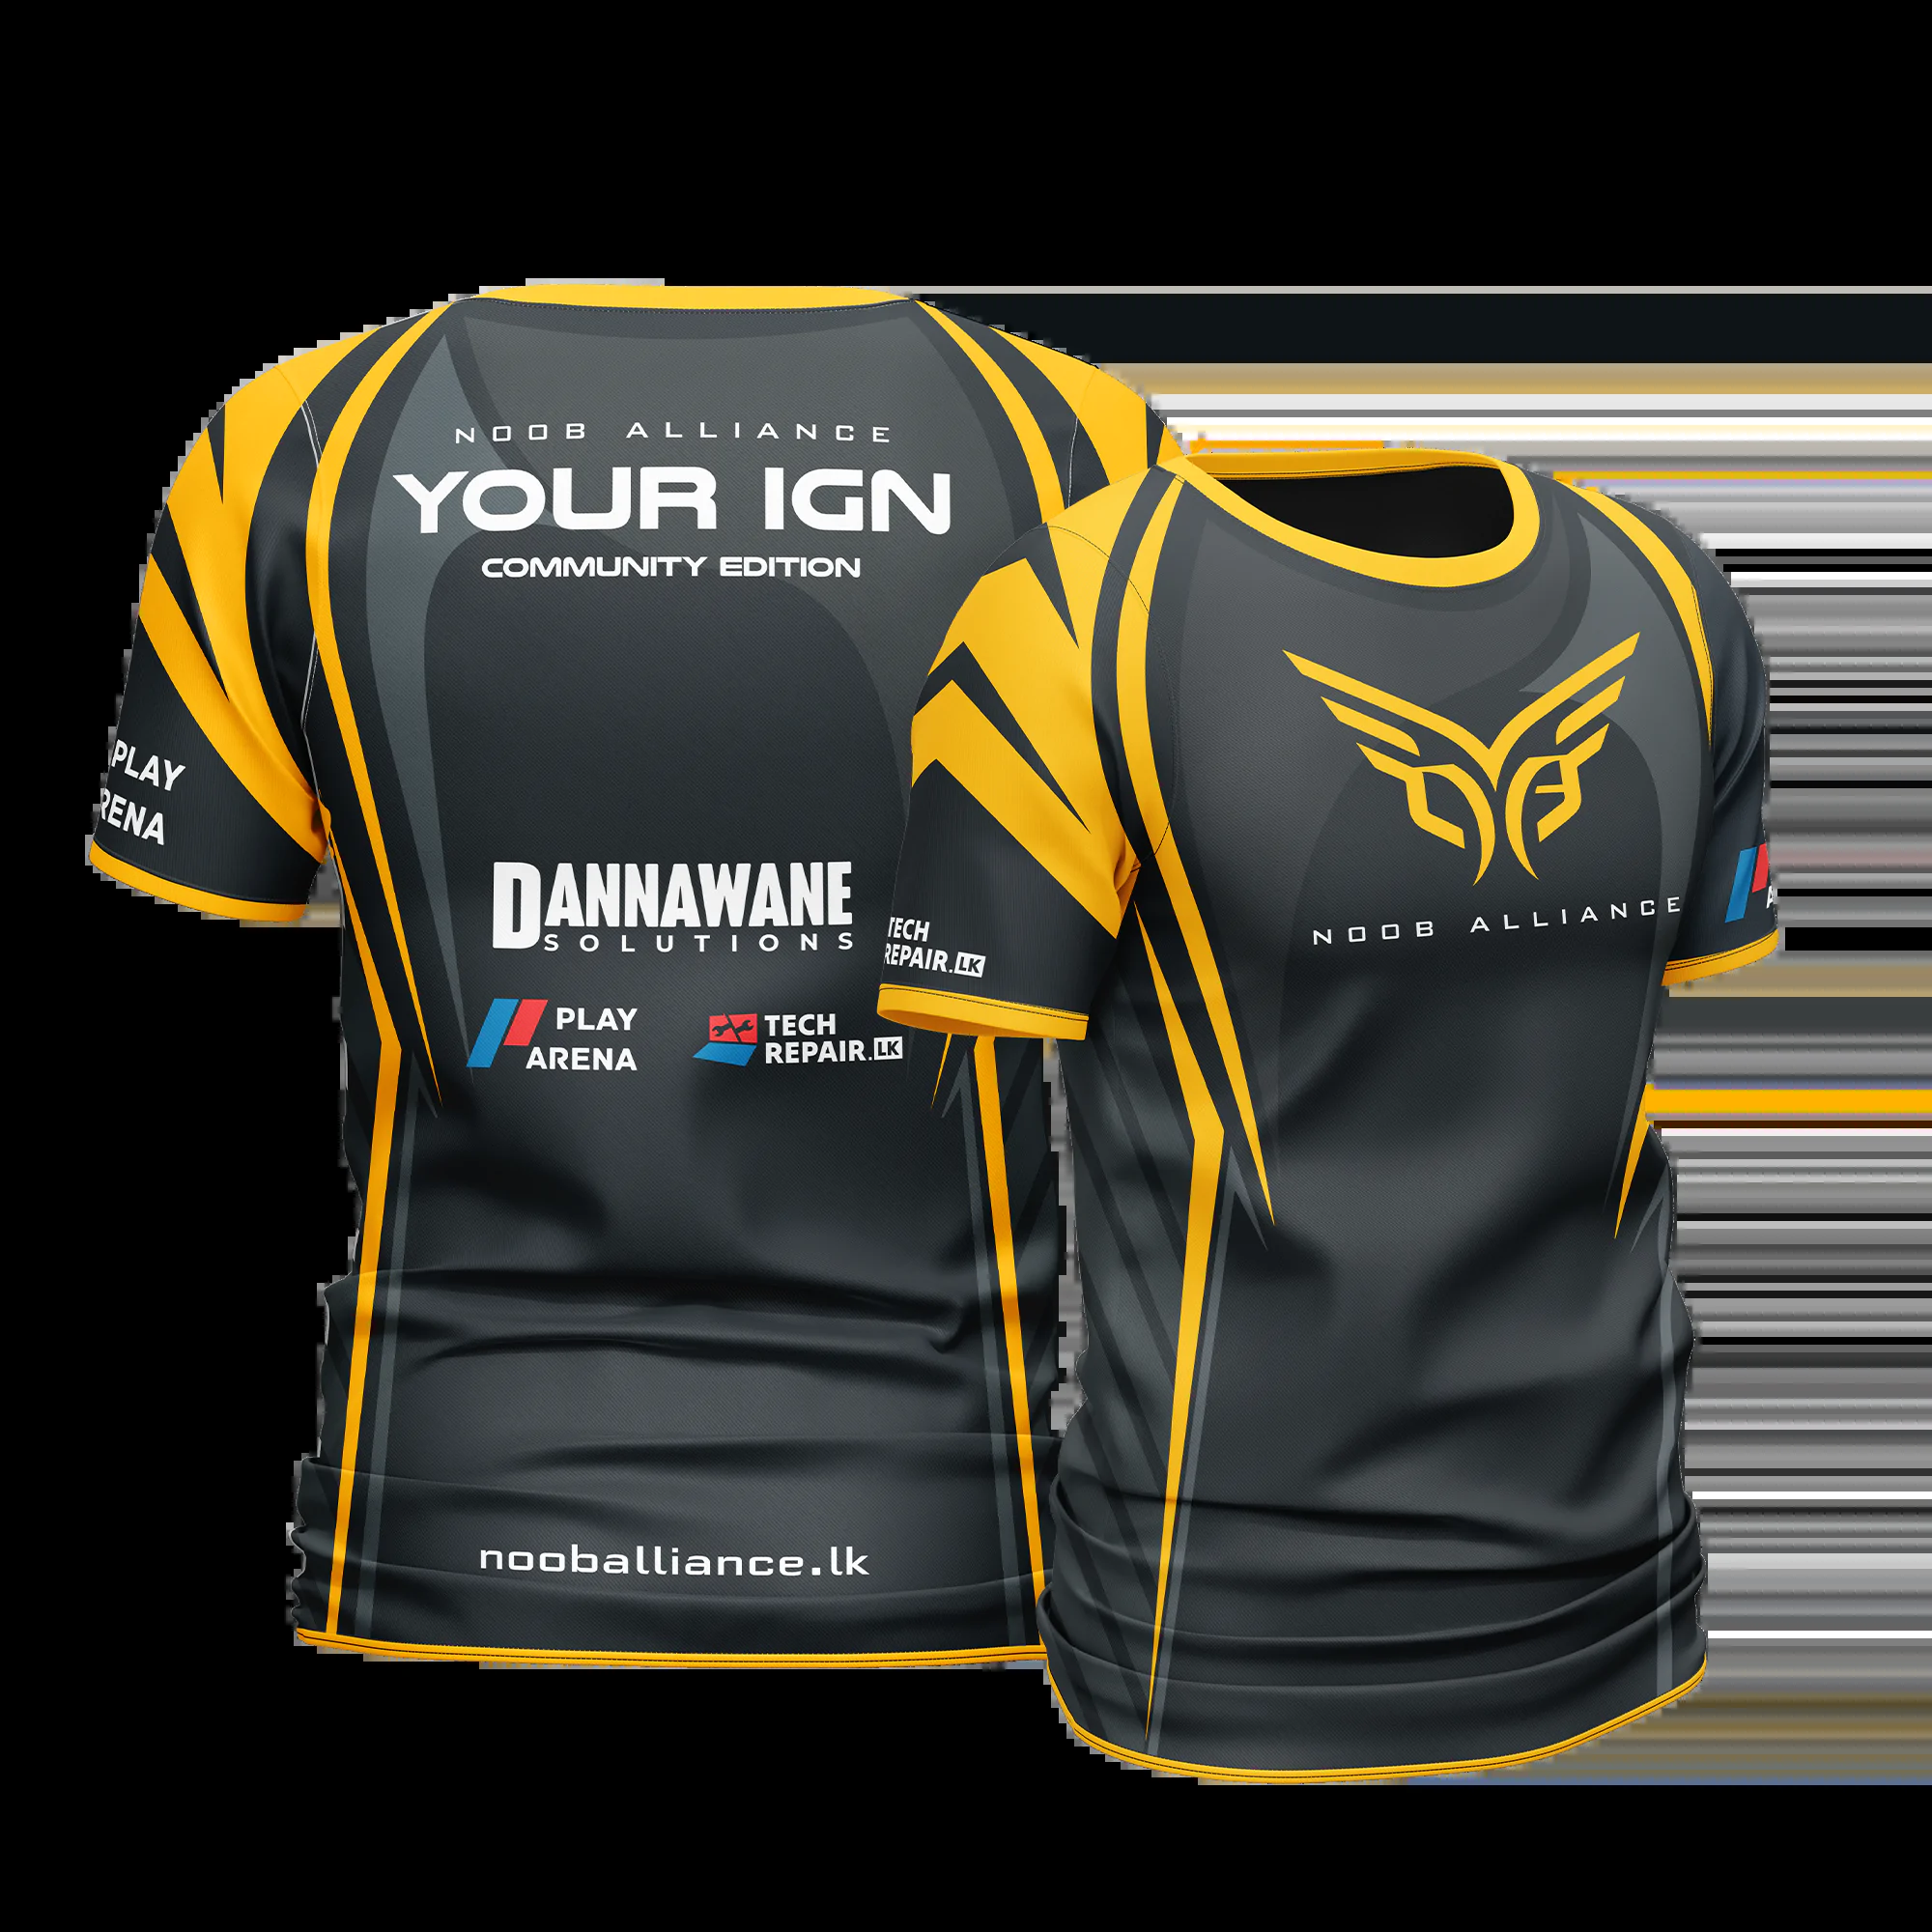 NOOB ALLIANCE
YOUR IGN
COMMUNITY EDITION
PLAY
ARENA
DANNAWANE
SOLUTIONS
PLAY
ARENA
TECH
REPAIR.LK
nooballiance.lk
TECH
REPAIR.LK
NOOB ALLIANCE